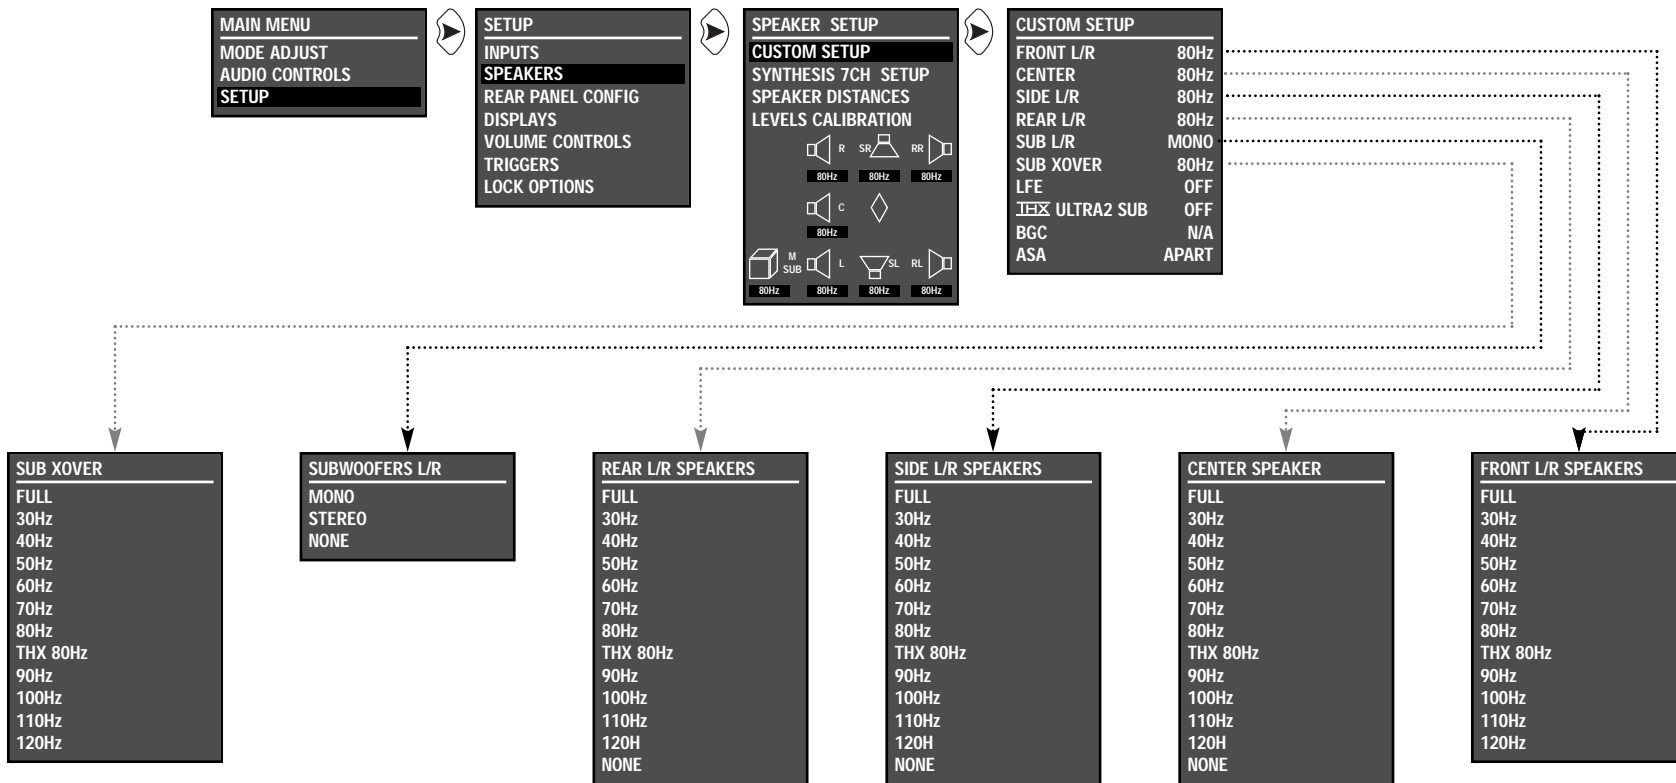 MAIN MENU
MODE ADJUST
AUDIO CONTROLS
SETUP
SETUP
INPUTS
SPEAKERS
REAR PANEL CONFIG
DISPLAYS
VOLUME CONTROLS
TRIGGERS
LOCK OPTIONS
SPEAKER SETUP
CUSTOM SETUP
SYNTHESIS 7CH SETUP
SPEAKER DISTANCES
LEVELS CALIBRATION
R SR RR
80Hz 80Hz 80Hz
C
80Hz
M SUB L SL RL
80Hz 80Hz 80Hz 80Hz
CUSTOM SETUP
FRONT L/R 80Hz
CENTER 80Hz
SIDE L/R 80Hz
REAR L/R 80Hz
SUB L/R MONO
SUB XOVER 80Hz
LFE OFF
THX ULTRA2 SUB OFF
BGC N/A
ASA APART
SUB XOVER
FULL
30Hz
40Hz
50Hz
60Hz
70Hz
80Hz
THX 80Hz
90Hz
100Hz
110Hz
120Hz
SUBWOOFERS L/R
MONO
STEREO
NONE
REAR L/R SPEAKERS
FULL
30Hz
40Hz
50Hz
60Hz
70Hz
80Hz
THX 80Hz
90Hz
100Hz
110Hz
120H
NONE
SIDE L/R SPEAKERS
FULL
30Hz
40Hz
50Hz
60Hz
70Hz
80Hz
THX 80Hz
90Hz
100Hz
110Hz
120H
NONE
CENTER SPEAKER
FULL
30Hz
40Hz
50Hz
60Hz
70Hz
80Hz
THX 80Hz
90Hz
100Hz
110Hz
120H
NONE
FRONT L/R SPEAKERS
FULL
30Hz
40Hz
50Hz
60Hz
70Hz
80Hz
THX 80Hz
90Hz
100Hz
110Hz
120Hz